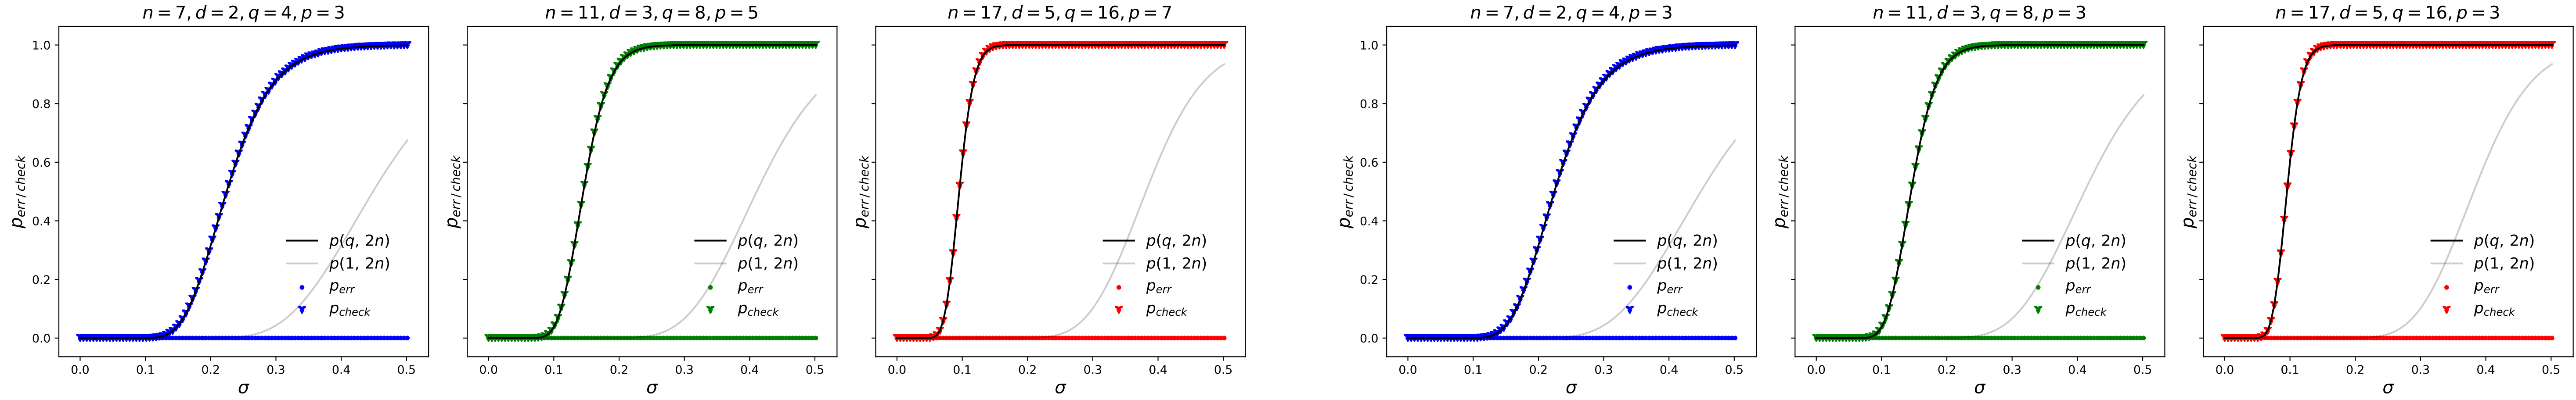 n = 7, d = 2, q = 4, p = 3
p_err / check
1.0
0.8
0.6
0.4
0.2
0.0
p(q, 2n)
p(1, 2n)
p_err
p_check
0.0 0.1 0.2 0.3 0.4 0.5
σ
n = 11, d = 3, q = 8, p = 5
p_err / check
p(q, 2n)
p(1, 2n)
p_err
p_check
0.0 0.1 0.2 0.3 0.4 0.5
σ
n = 17, d = 5, q = 16, p = 7
p_err / check
p(q, 2n)
p(1, 2n)
p_err
p_check
0.0 0.1 0.2 0.3 0.4 0.5
σ
n = 7, d = 2, q = 4, p = 3
p_err / check
1.0
0.8
0.6
0.4
0.2
0.0
p(q, 2n)
p(1, 2n)
p_err
p_check
0.0 0.1 0.2 0.3 0.4 0.5
σ
n = 11, d = 3, q = 8, p = 3
p_err / check
p(q, 2n)
p(1, 2n)
p_err
p_check
0.0 0.1 0.2 0.3 0.4 0.5
σ
n = 17, d = 5, q = 16, p = 3
p_err / check
p(q, 2n)
p(1, 2n)
p_err
p_check
0.0 0.1 0.2 0.3 0.4 0.5
σ